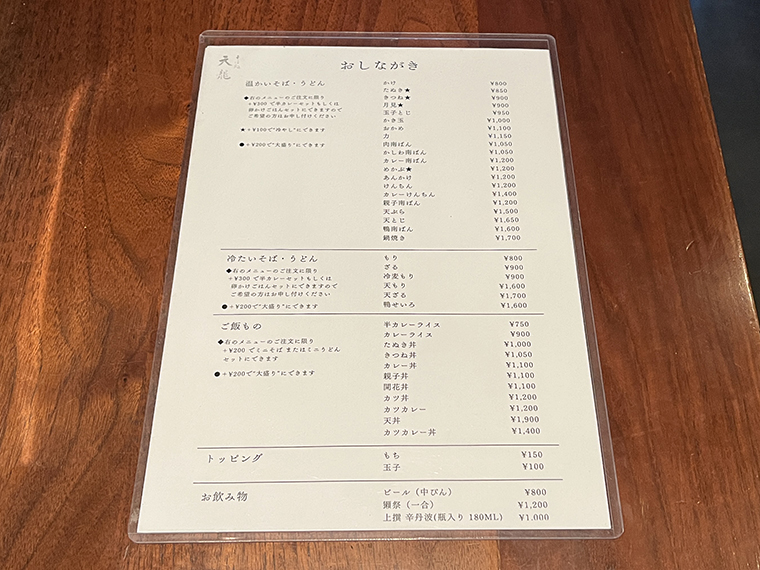 天龍
おしながき
温かいそば・うどん
◆右のメニューのご注文に限り
+¥300 で半カレーセットもしくは
卵かけごはんセットにできますので
ご希望の方はお申し付けください
★+¥100で"冷やし"にできます
●+¥200で"大盛り"にできます
かけ ¥800
たぬき★ ¥850
きつね★ ¥900
月見★ ¥900
玉子とじ ¥950
かき玉 ¥1,000
おかめ ¥1,100
力 ¥1,150
肉南ばん ¥1,050
かしわ南ばん ¥1,050
カレー南ばん ¥1,200
めかぶ★ ¥1,200
あんかけ ¥1,200
けんちん ¥1,200
カレーけんちん ¥1,400
親子南ばん ¥1,200
天ぷら ¥1,500
天とじ ¥1,650
鴨南ばん ¥1,600
鍋焼き ¥1,700
冷たいそば・うどん
◆右のメニューのご注文に限り
+¥300 で半カレーセットもしくは
卵かけごはんセットにできますので
ご希望の方はお申し付けください
●+¥200で"大盛り"にできます
もり ¥800
ざる ¥900
冷麦もり ¥900
天もり ¥1,600
天ざる ¥1,700
鴨せいろ ¥1,600
ご飯もの
◆右のメニューのご注文に限り
+¥200 でミニそば またはミニうどん
セットにできます
●+¥200で"大盛り"にできます
半カレーライス ¥750
カレーライス ¥900
たぬき丼 ¥1,000
きつね丼 ¥1,050
カレー丼 ¥1,100
親子丼 ¥1,100
開花丼 ¥1,100
カツ丼 ¥1,200
カツカレー ¥1,200
天丼 ¥1,900
カツカレー丼 ¥1,400
トッピング
もち ¥150
玉子 ¥100
お飲み物
ビール（中びん） ¥800
獺祭（一合） ¥1,200
上撰 辛丹波(瓶入り 180ML) ¥1,000